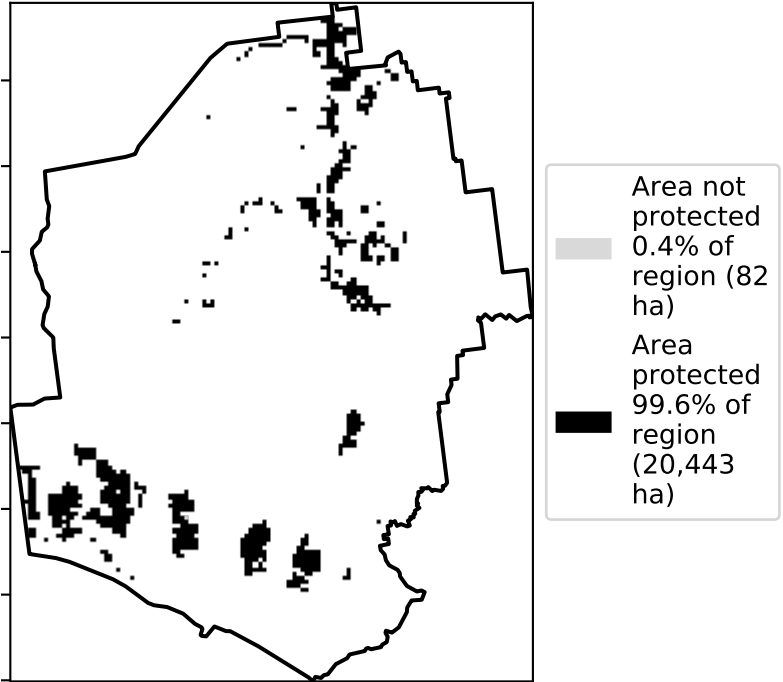 Area not
protected
0.4% of
region (82
ha)
Area
protected
99.6% of
region
(20,443
ha)